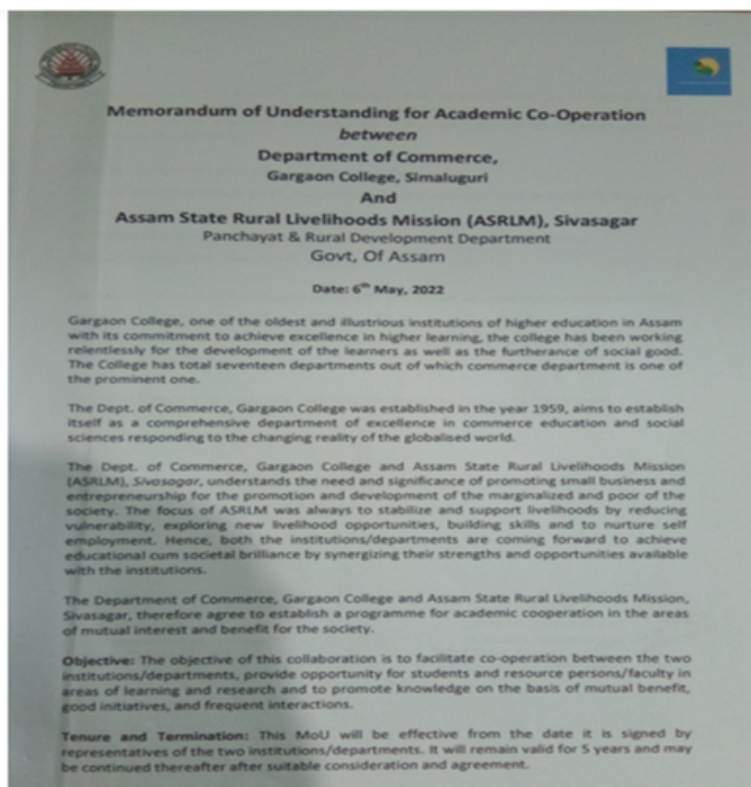 Memorandum of Understanding for Academic Co-Operation
between
Department of Commerce,
Gargaon College, Simaluguri
And
Assam State Rural Livelihoods Mission (ASRLM), Sivasagar
Panchayat & Rural Development Department
Govt, Of Assam
Date: 6th May, 2022
Gargaon College, one of the oldest and illustrious institutions of higher education in Assam
with its commitment to achieve excellence in higher learning, the college has been working
relentlessly for the development of the learners as well as the furtherance of social good.
The College has total seventeen departments out of which commerce department is one of
the prominent one.
The Dept. of Commerce, Gargaon College was established in the year 1959, aims to establish
itself as a comprehensive department of excellence in commerce education and social
sciences responding to the changing reality of the globalised world.
The Dept. of Commerce, Gargaon College and Assam State Rural Livelihoods Mission
(ASRLM), Sivasagar, understands the need and significance of promoting small business and
entrepreneurship for the promotion and development of the marginalized and poor of the
society. The focus of ASRLM was always to stabilize and support livelihoods by reducing
vulnerability, exploring new livelihood opportunities, building skills and to nurture self
employment. Hence, both the institutions/departments are coming forward to achieve
educational cum societal brilliance by synergizing their strengths and opportunities available
with the institutions.
The Department of Commerce, Gargaon College and Assam State Rural Livelihoods Mission,
Sivasagar, therefore agree to establish a programme for academic cooperation in the areas
of mutual interest and benefit for the society.
Objective: The objective of this collaboration is to facilitate co-operation between the two
institutions/departments, provide opportunity for students and resource persons/faculty in
areas of learning and research and to promote knowledge on the basis of mutual benefit,
good initiatives, and frequent interactions.
Tenure and Termination: This MoU will be effective from the date it is signed by
representatives of the two institutions/departments. It will remain valid for 5 years and may
be continued thereafter after suitable consideration and agreement.